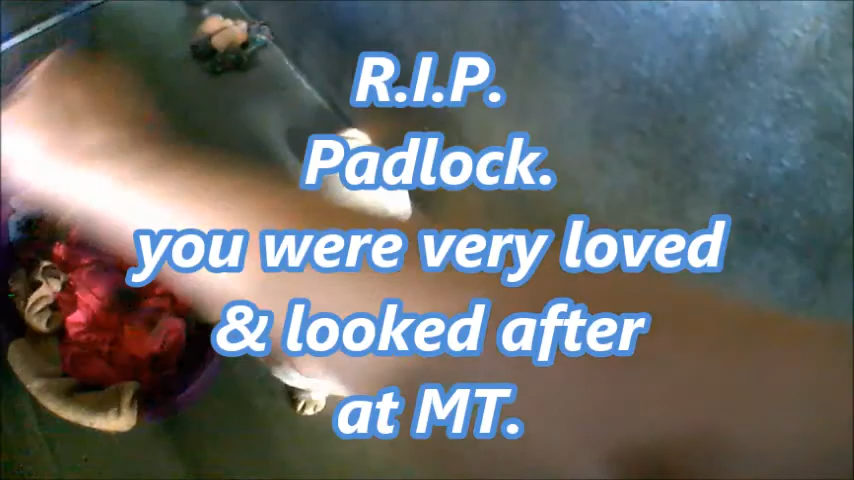 R.I.P.
Padlock.
you were very loved
& looked after
at MT.